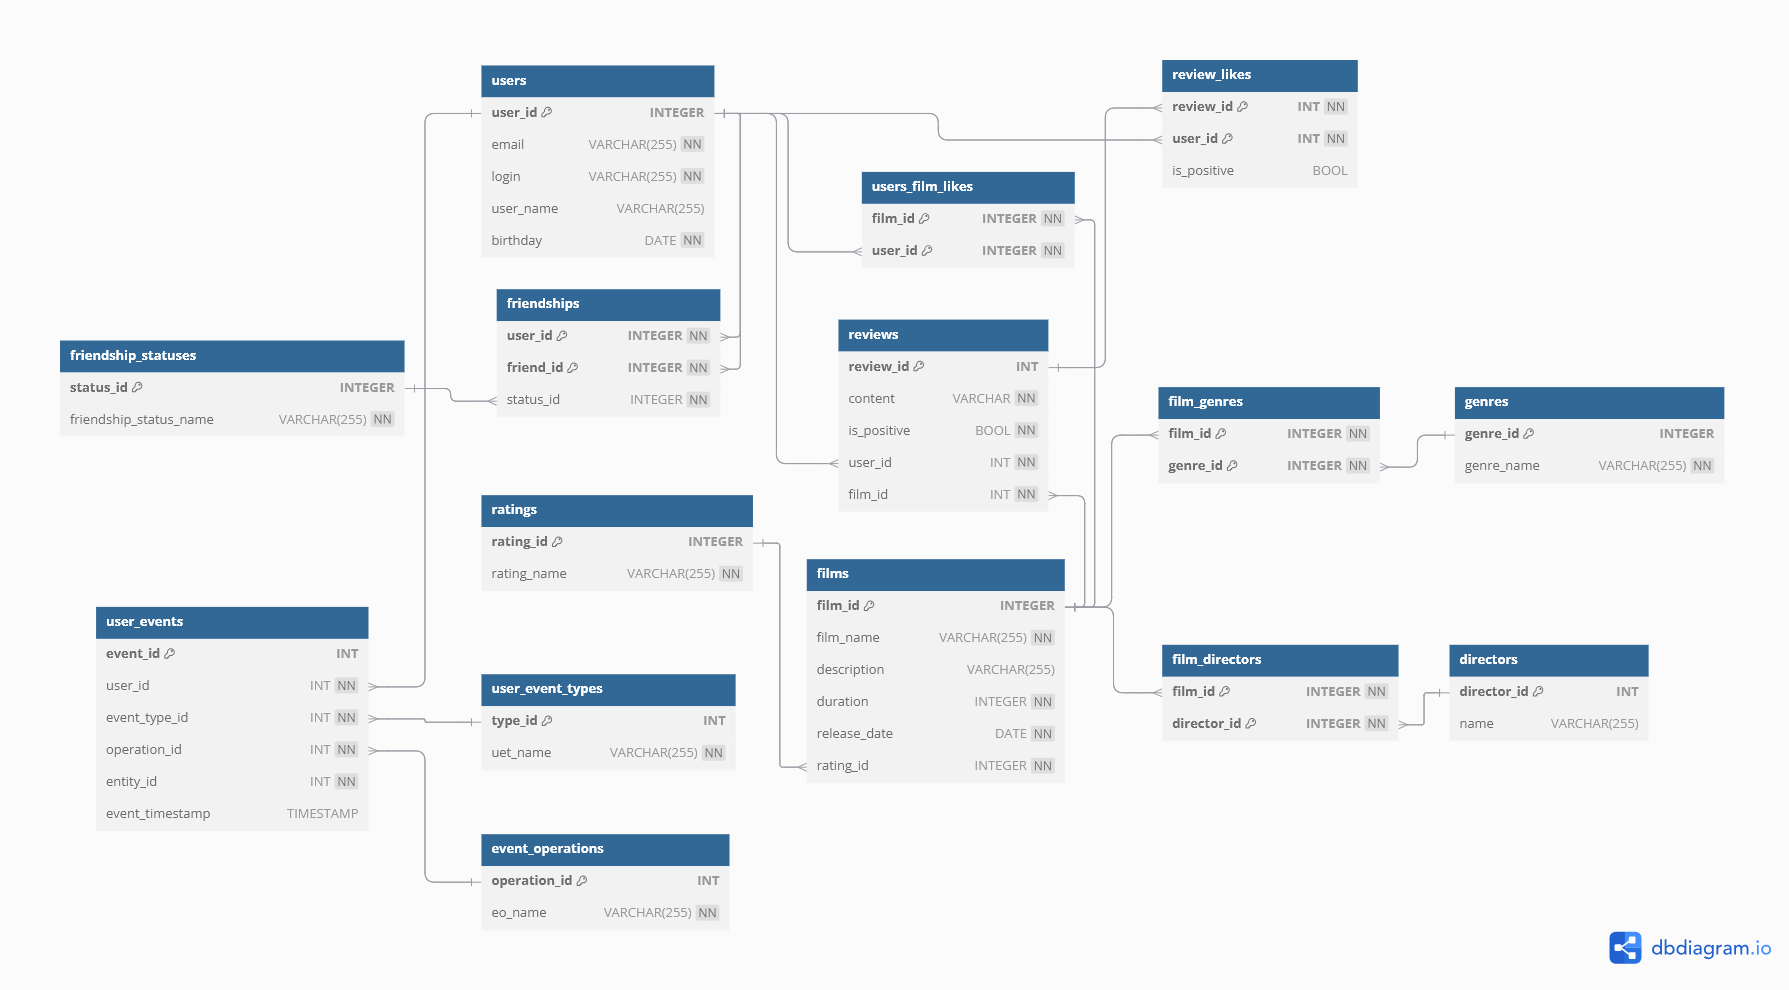 users
user_id INTEGER
email VARCHAR(255) NN
login VARCHAR(255) NN
user_name VARCHAR(255)
birthday DATE NN
review_likes
review_id INT NN
user_id INT NN
is_positive BOOL
users_film_likes
film_id INTEGER NN
user_id INTEGER NN
friendships
user_id INTEGER NN
friend_id INTEGER NN
status_id INTEGER NN
friendship_statuses
status_id INTEGER
friendship_status_name VARCHAR(255) NN
reviews
review_id INT
content VARCHAR NN
is_positive BOOL NN
user_id INT NN
film_id INT NN
film_genres
film_id INTEGER NN
genre_id INTEGER NN
genres
genre_id INTEGER
genre_name VARCHAR(255) NN
ratings
rating_id INTEGER
rating_name VARCHAR(255) NN
films
film_id INTEGER
film_name VARCHAR(255) NN
description VARCHAR(255)
duration INTEGER NN
release_date DATE NN
rating_id INTEGER NN
user_events
event_id INT
user_id INT NN
event_type_id INT NN
operation_id INT NN
entity_id INT NN
event_timestamp TIMESTAMP
user_event_types
type_id INT
uet_name VARCHAR(255) NN
film_directors
film_id INTEGER NN
director_id INTEGER NN
directors
director_id INT
name VARCHAR(255)
event_operations
operation_id INT
eo_name VARCHAR(255) NN
dbdiagram.io